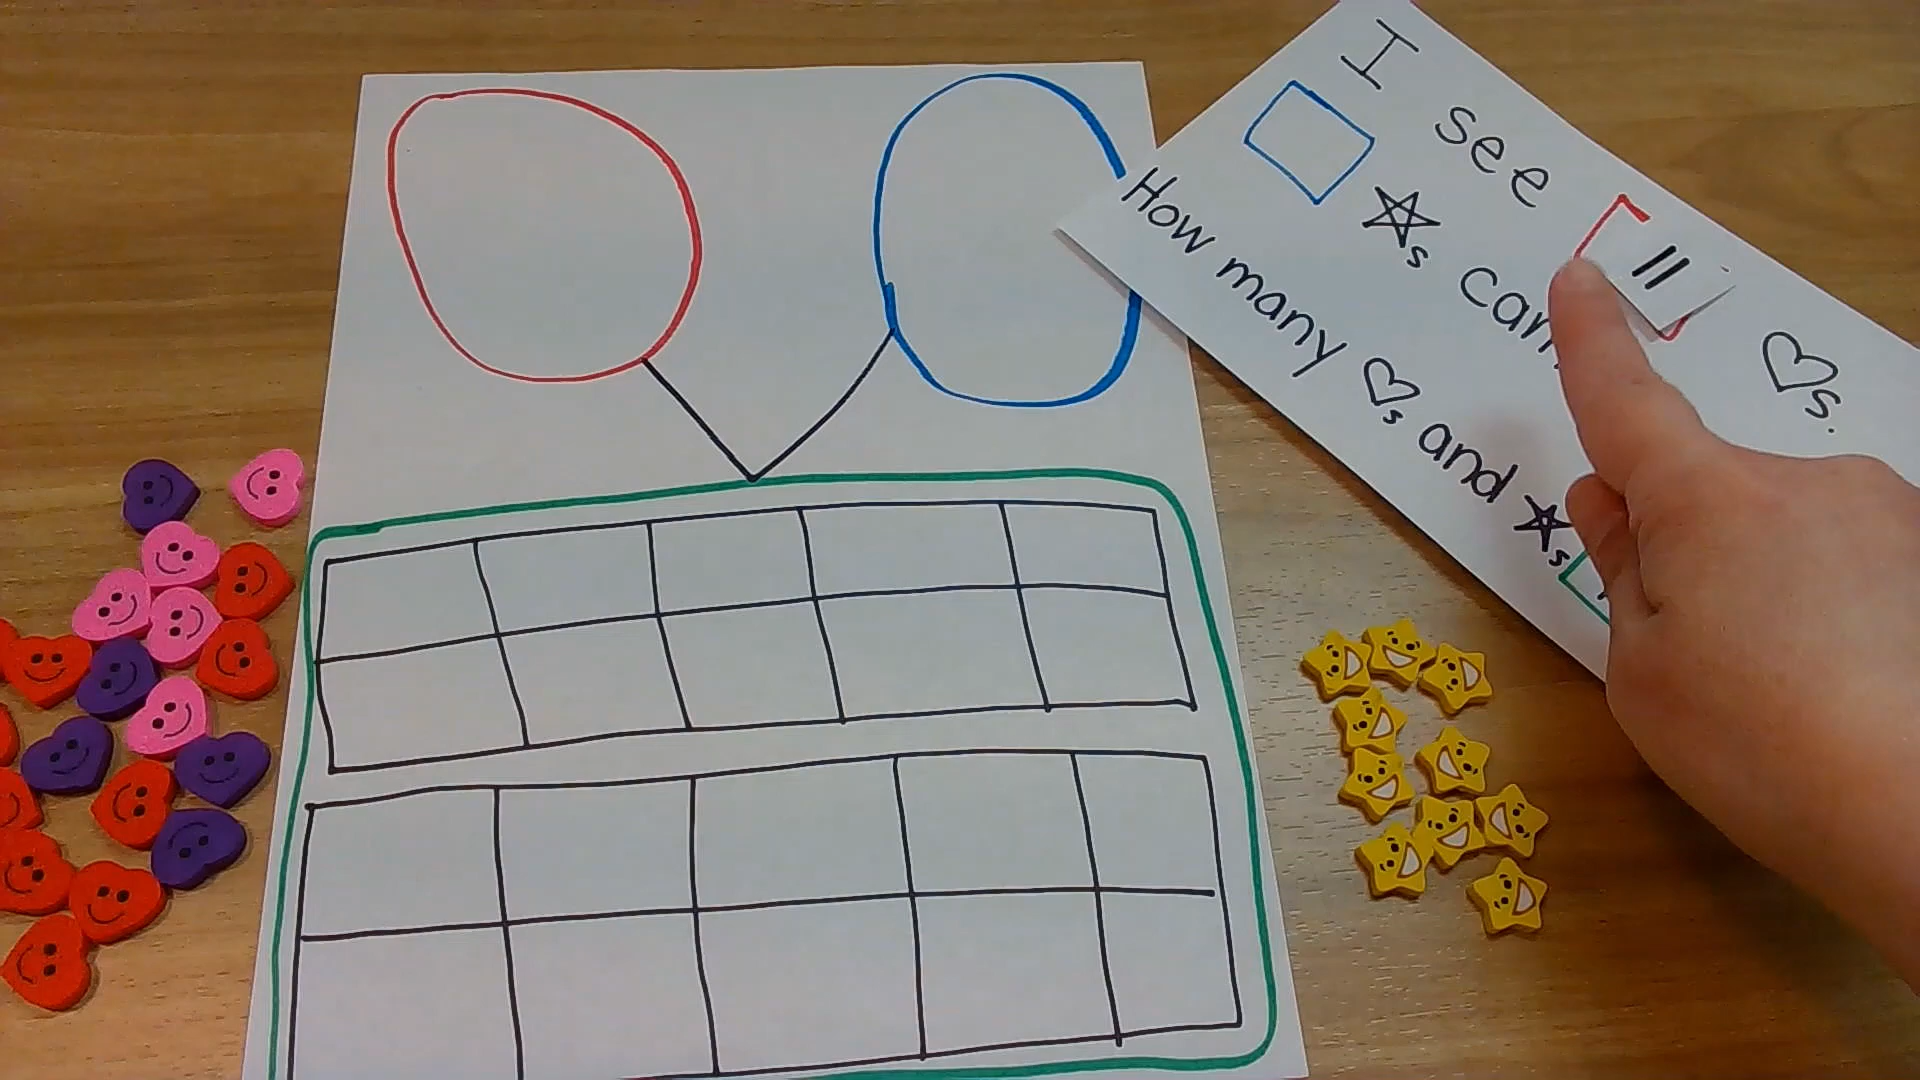 I see 11 ♡s.
☆s
How many ♡s and ☆s